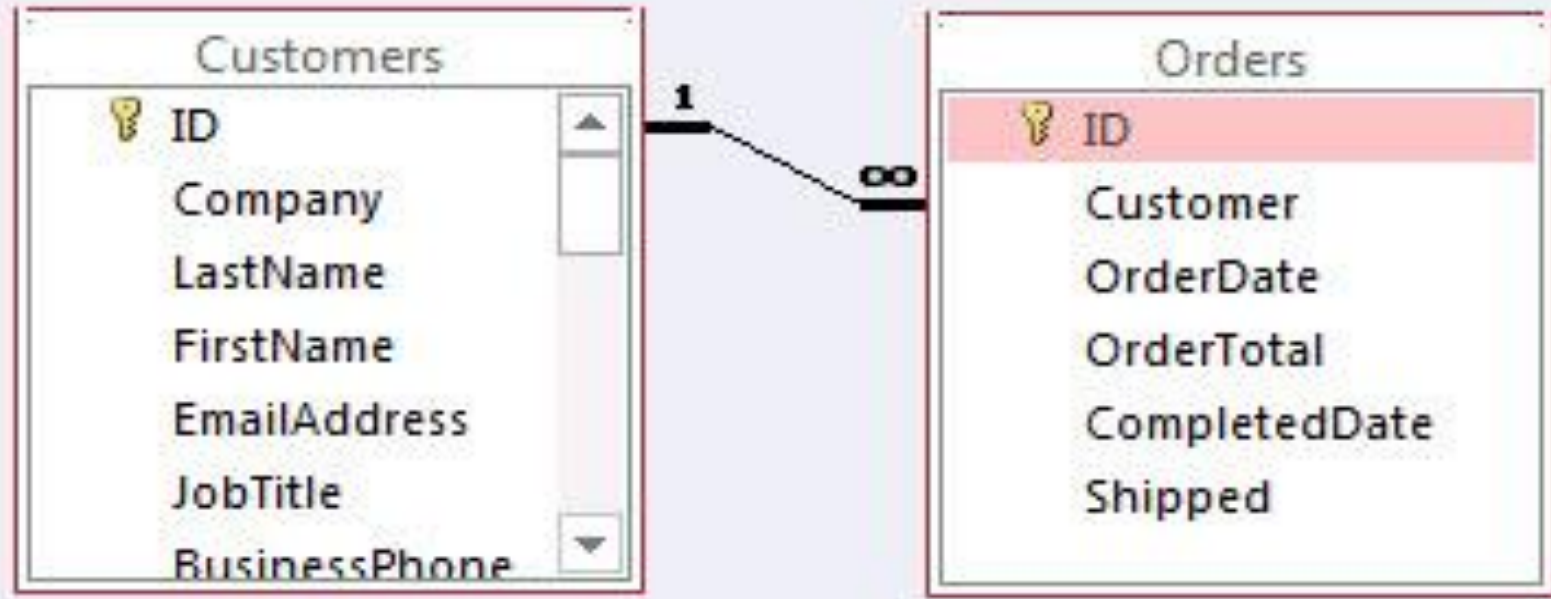 Customers
ID
Company
LastName
FirstName
EmailAddress
JobTitle
BusinessPhone
1
∞
Orders
ID
Customer
OrderDate
OrderTotal
CompletedDate
Shipped